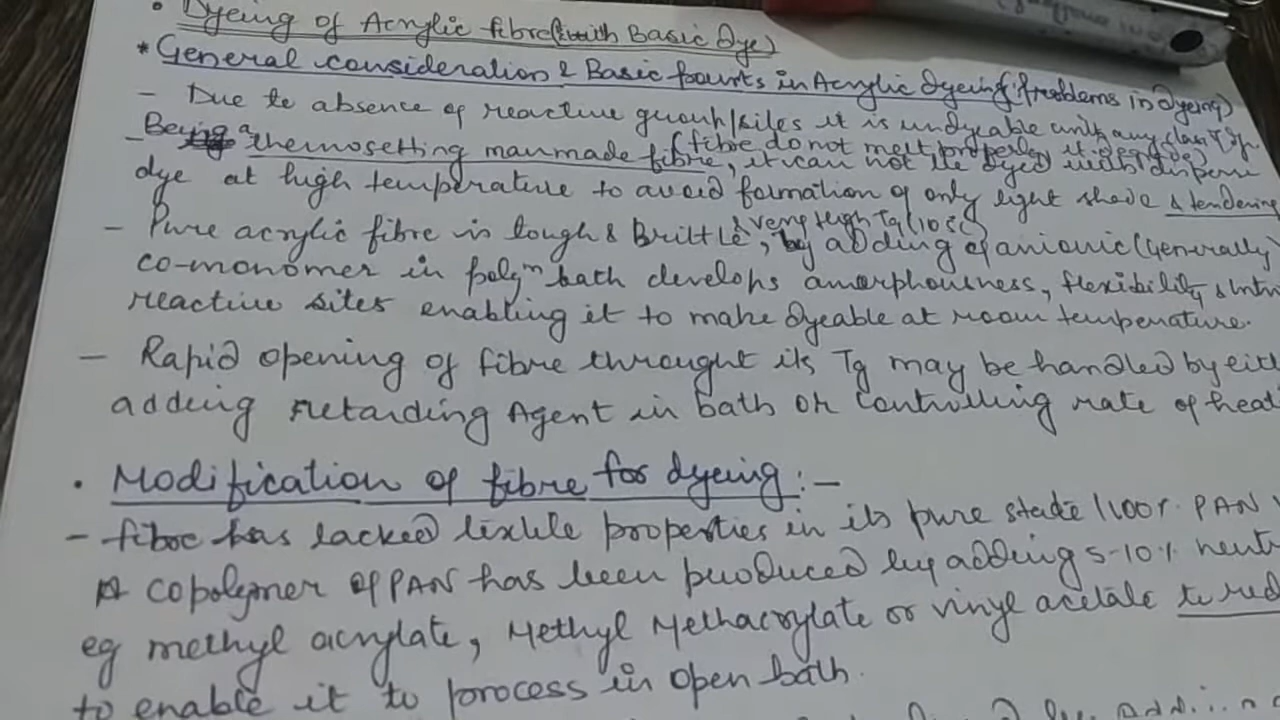 • Dyeing of Acrylic fibre (with Basic Dye)
* General consideration & Basic points in Acrylic dyeing (Problems in dyeing)
- Due to absence of reactive group/sites it is undyeable with any class of
- Being a thermosetting manmade fibre, (fibre do not melt properly it it can not be dyed with disperse
dye at high temperature to avoid formation of only light shade & tendering
- Pure acrylic fibre is tough & Brittle, & very high Tg (105c) by adding of anionic (Generally)
co-monomer in polymn bath develops amorphousness, flexibility & Intr
reactive sites enabling it to make dyeable at room temperature.
- Rapid opening of fibre throught its Tg may be handled by eit
adding retarding Agent in bath or controlling rate of heat
• Modification of fibre for dyeing :-
- fibre has lacked textile properties in its pure state 100% PAN
A copolymer of PAN has been produced by adding 5-10% neut
eg methyl acrylate, Methyl Methacrylate or vinyl acetate to red
to enable it to process in open bath.